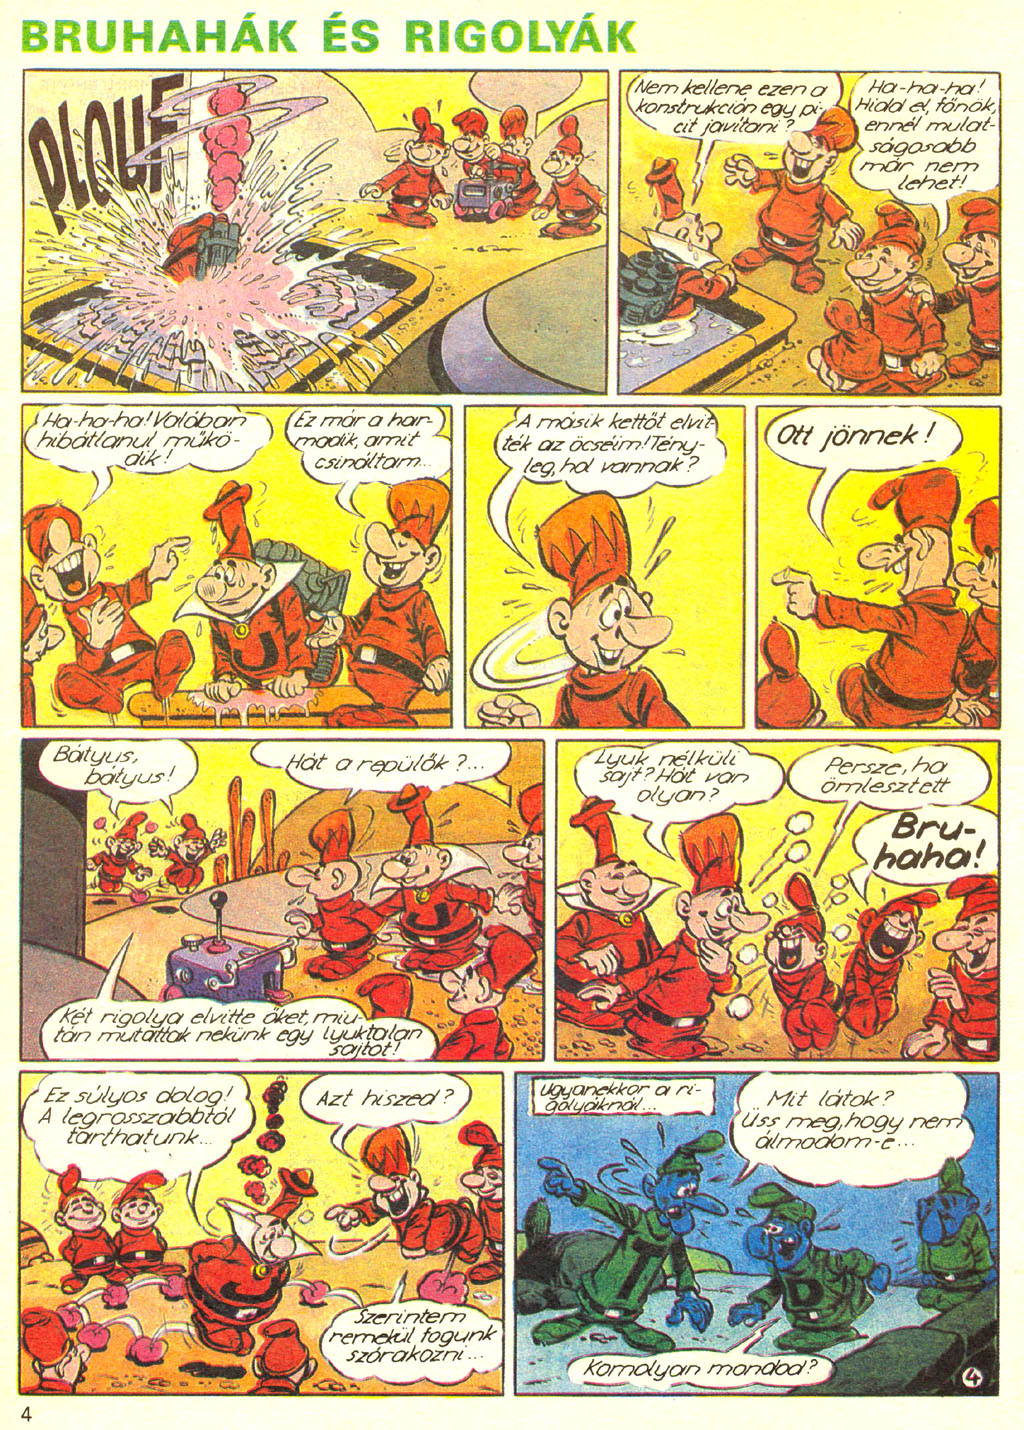 BRUHAHÁK ÉS RIGOLYÁK
PLOUF
Nem kellene ezen a
konstrukción egy pi-
cit javítani?
Ha-ha-ha!
Hidd el, főnök,
ennél mulat-
ságosabb
már nem
lehet!
Ha-ha-ha! Valóban
hibátlanul műkö-
dik!
Ez már a har-
madik, amit
csináltam...
A másik kettőt elvit-
ték az öcséim! Tény-
leg, hol vannak?
Ott jönnek!
Bátyus,
bátyus!
Hát a repülők?...
Két rigolya elvitte őket, miu-
tán mutattak nekünk egy lyuktalan
sajtot!
Lyuk nélküli
sajt? Hát van
olyan?
Persze, ha
ömlesztett
Bru-
haha!
Ez súlyos dolog!
A legrosszabbtól
tarthatunk...
Azt hiszed?
Szerintem
remekül fogunk
szórakozni...
Ugyanekkor a ri-
golyáknál...
Mit látok?
Üss meg, hogy nem
álmodom-e...
Komolyan mondod?
4
4